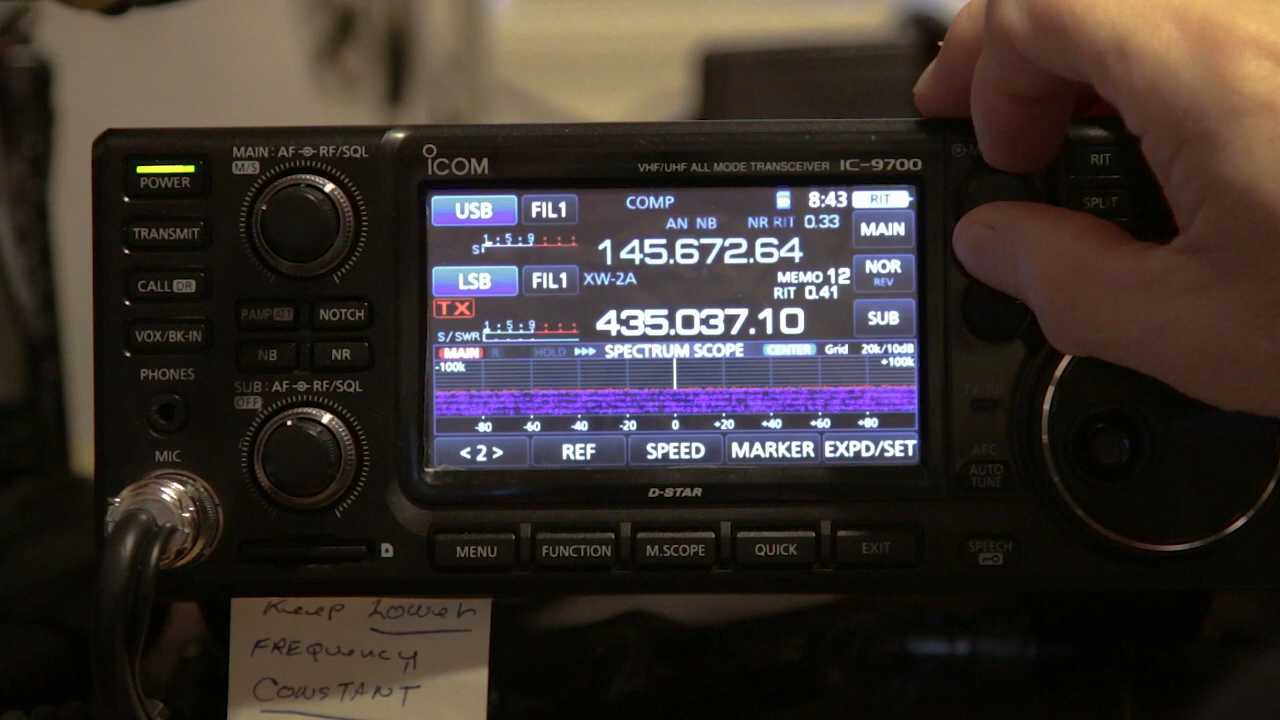 MAIN: AF RF/SQL
M/S
ICOM
VHF/UHF ALL MODE TRANSCEIVER IC-9700
POWER
TRANSMIT
CALL DR
VOX/BK-IN
PHONES
MIC
P.AMP ATT
NOTCH
NB
NR
SUB: AF RF/SQL
OFF
USB FIL1 COMP 8:43 RIT
AN NB NR RIT 0.33
MAIN
S 1:5:9
145.672.64
LSB FIL1 XW-2A MEMO 12
RIT 0.41
NOR
REV
TX
S/SWR 1:5:9
435.037.10
SUB
MAIN R HOLD SPECTRUM SCOPE CENTER Grid 20k/10dB
-100k +100k
-80 -60 -40 -20 0 +20 +40 +60 +80
<2> REF SPEED MARKER EXPD/SET
D-STAR
MENU FUNCTION M.SCOPE QUICK EXIT
RIT
SPLIT
AFC
AUTO
TUNE
SPEECH
Keep Lower
FREQUENCY
CONSTANT